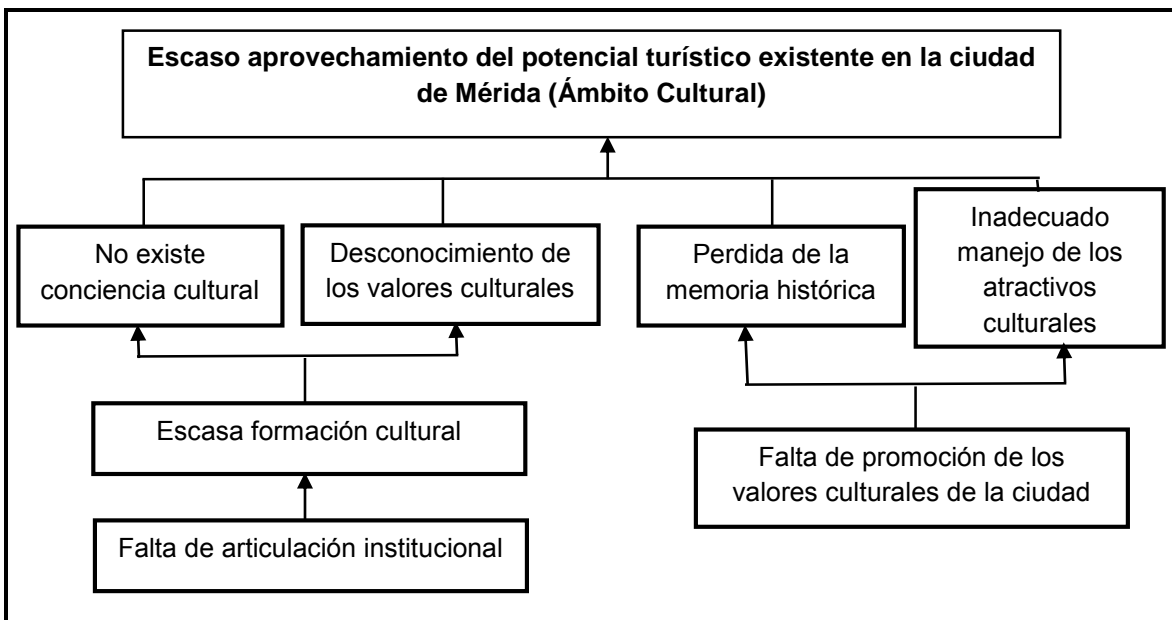 Escaso aprovechamiento del potencial turístico existente en la ciudad
de Mérida (Ámbito Cultural)
No existe
conciencia cultural
Desconocimiento de
los valores culturales
Perdida de la
memoria histórica
Inadecuado
manejo de los
atractivos
culturales
Escasa formación cultural
Falta de promoción de los
valores culturales de la ciudad
Falta de articulación institucional